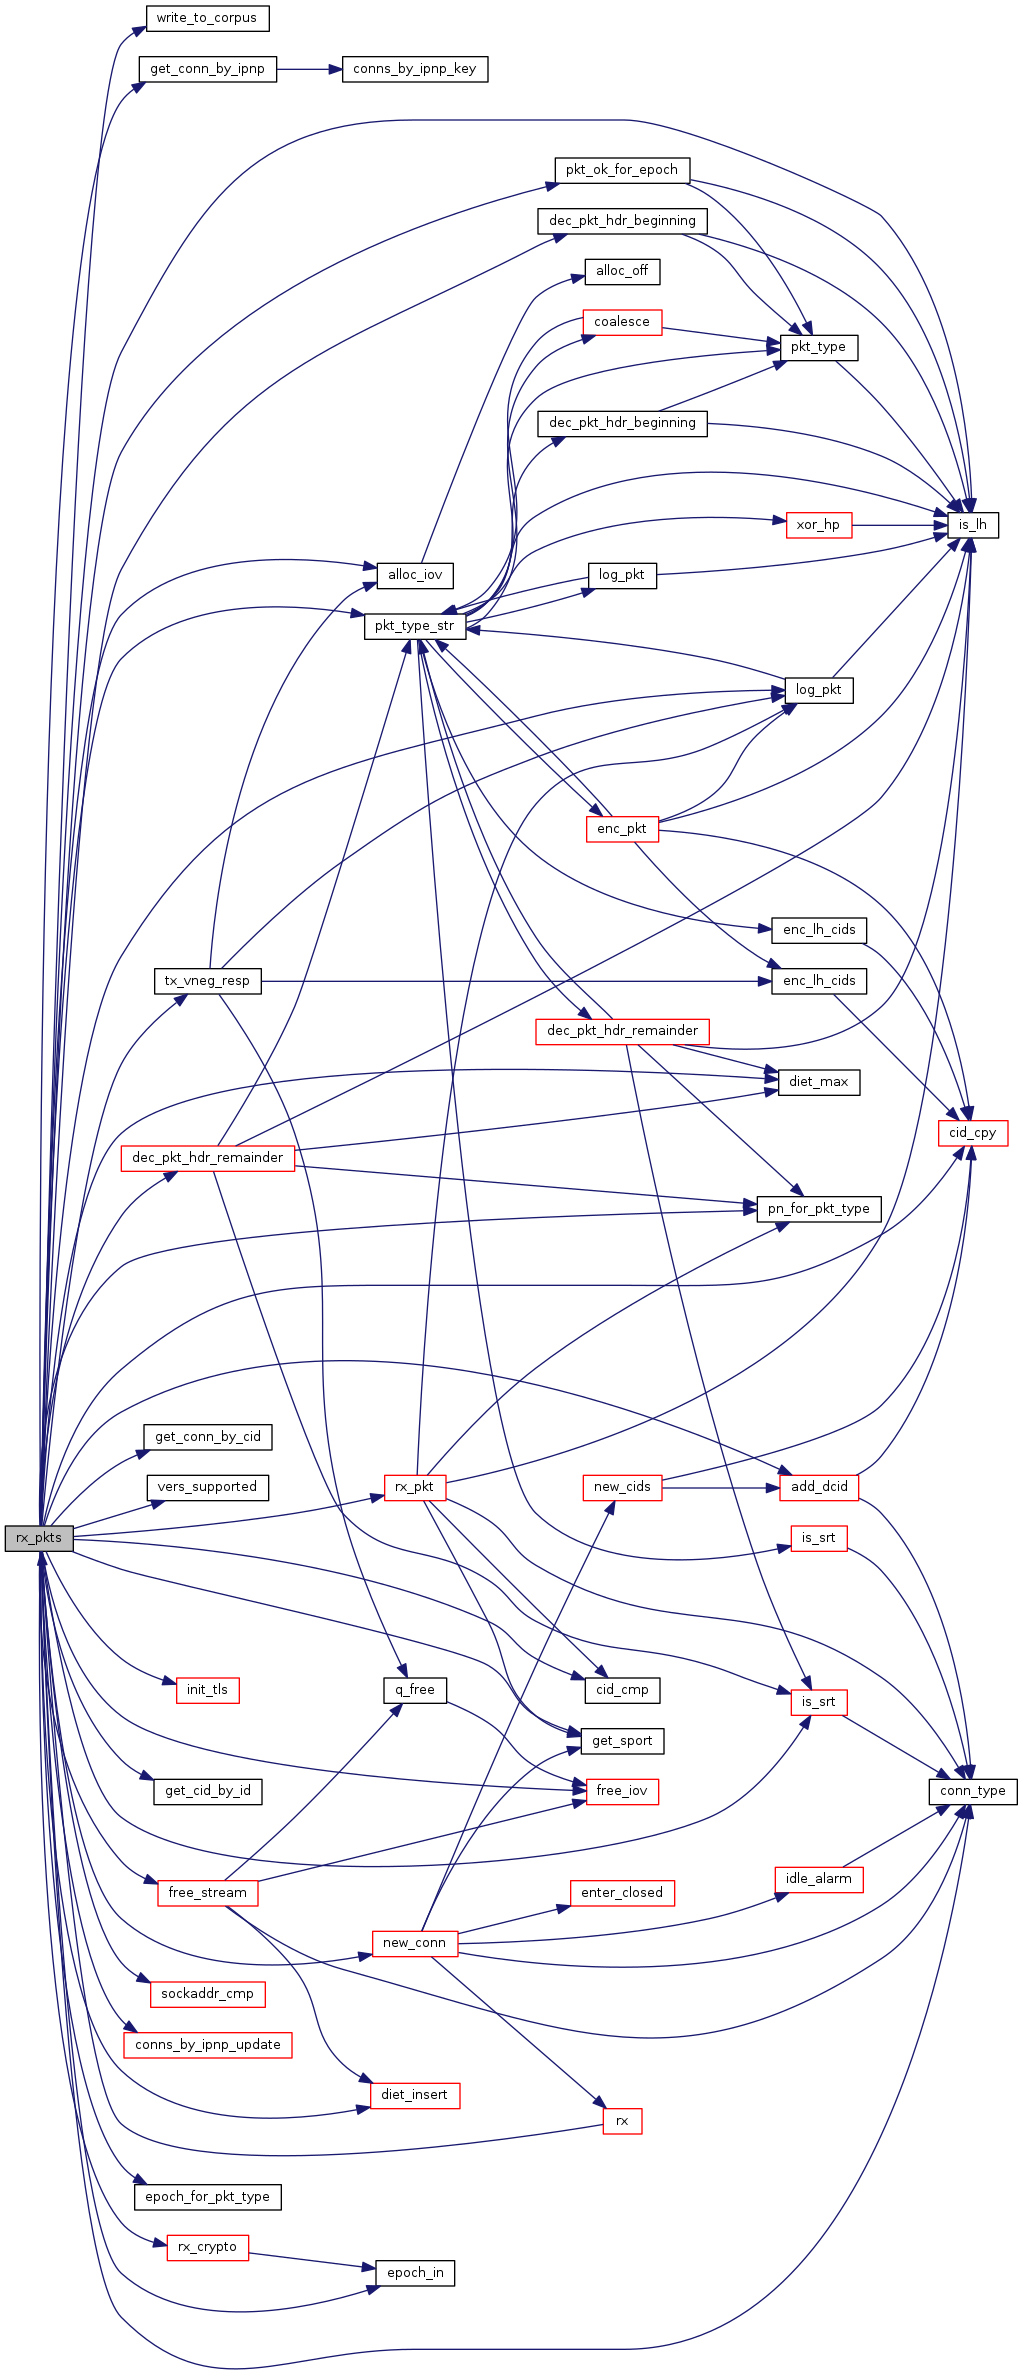 write_to_corpus
get_conn_by_ipnp
conns_by_ipnp_key
pkt_ok_for_epoch
dec_pkt_hdr_beginning
alloc_off
coalesce
pkt_type
dec_pkt_hdr_beginning
xor_hp
is_lh
alloc_iov
log_pkt
pkt_type_str
log_pkt
enc_pkt
enc_lh_cids
tx_vneg_resp
enc_lh_cids
dec_pkt_hdr_remainder
diet_max
cid_cpy
dec_pkt_hdr_remainder
pn_for_pkt_type
get_conn_by_cid
vers_supported
rx_pkt
new_cids
add_dcid
rx_pkts
is_srt
init_tls
q_free
cid_cmp
is_srt
get_sport
get_cid_by_id
free_iov
conn_type
free_stream
enter_closed
idle_alarm
new_conn
sockaddr_cmp
conns_by_ipnp_update
diet_insert
rx
epoch_for_pkt_type
rx_crypto
epoch_in